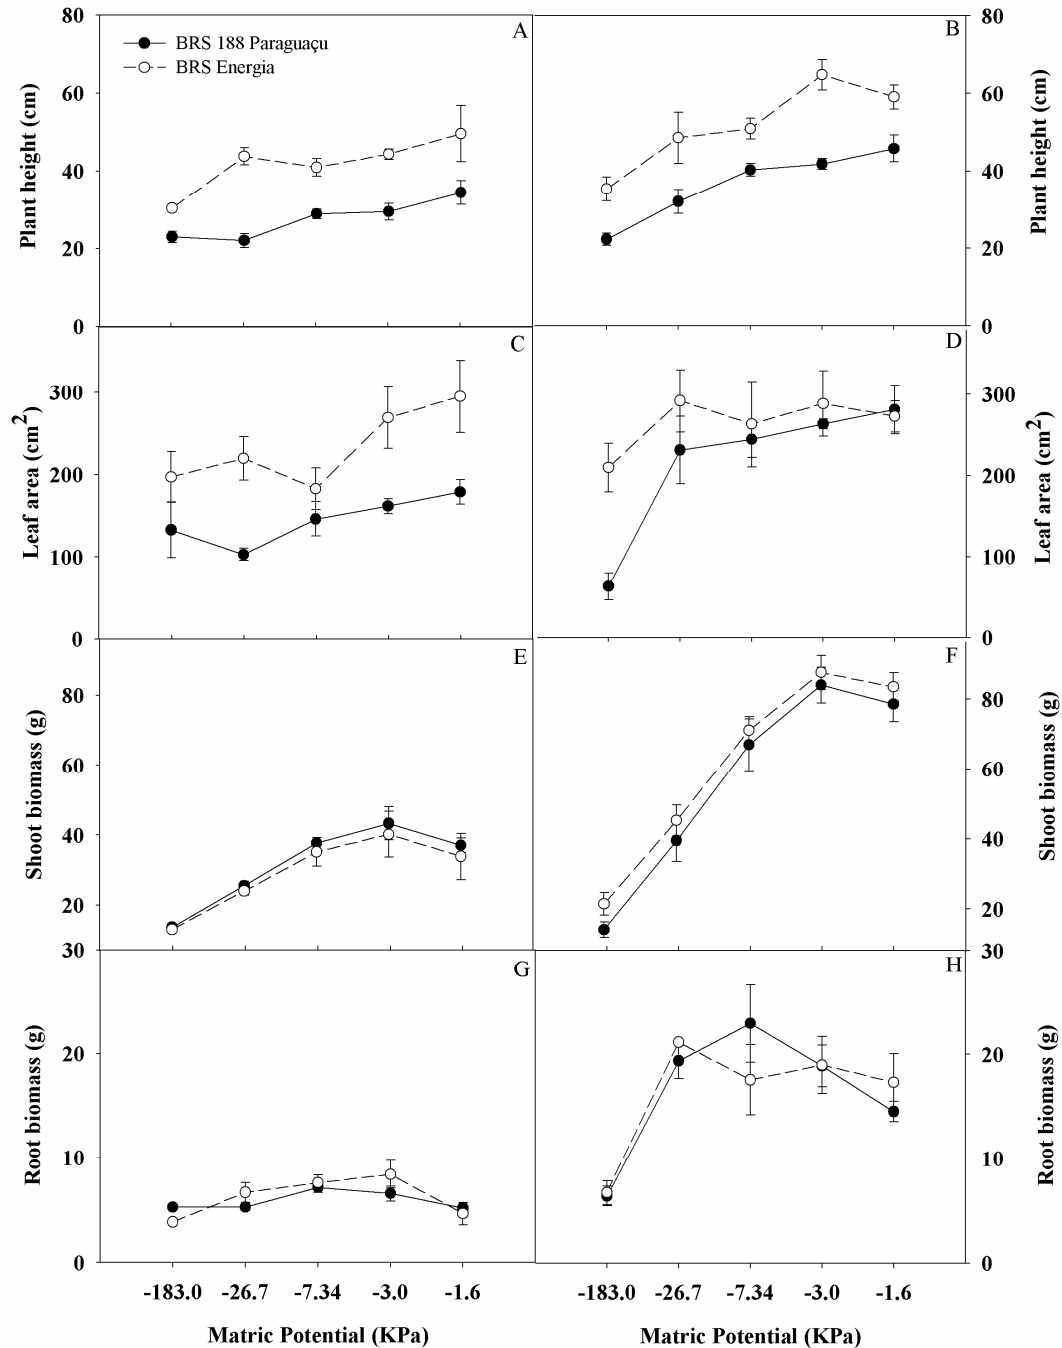 80
60
40
20
0
Plant height (cm)
A
BRS 188 Paraguaçu
BRS Energia
B
80
60
40
20
0
Plant height (cm)
300
200
100
0
Leaf area (cm2)
C
D
300
200
100
0
Leaf area (cm2)
80
60
40
20
Shoot biomass (g)
E
F
80
60
40
20
Shoot biomass (g)
30
20
10
0
Root biomass (g)
G
H
30
20
10
0
Root biomass (g)
-183.0 -26.7 -7.34 -3.0 -1.6
Matric Potential (KPa)
-183.0 -26.7 -7.34 -3.0 -1.6
Matric Potential (KPa)